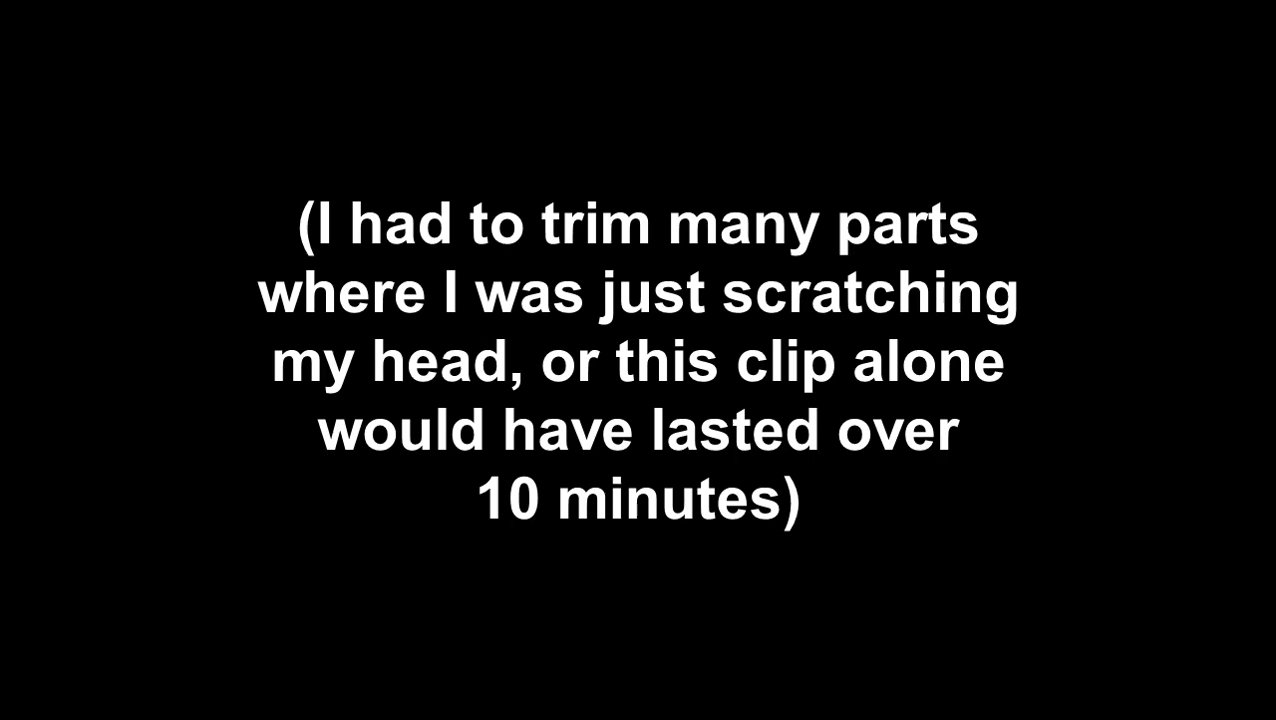 (I had to trim many parts
where I was just scratching
my head, or this clip alone
would have lasted over
10 minutes)